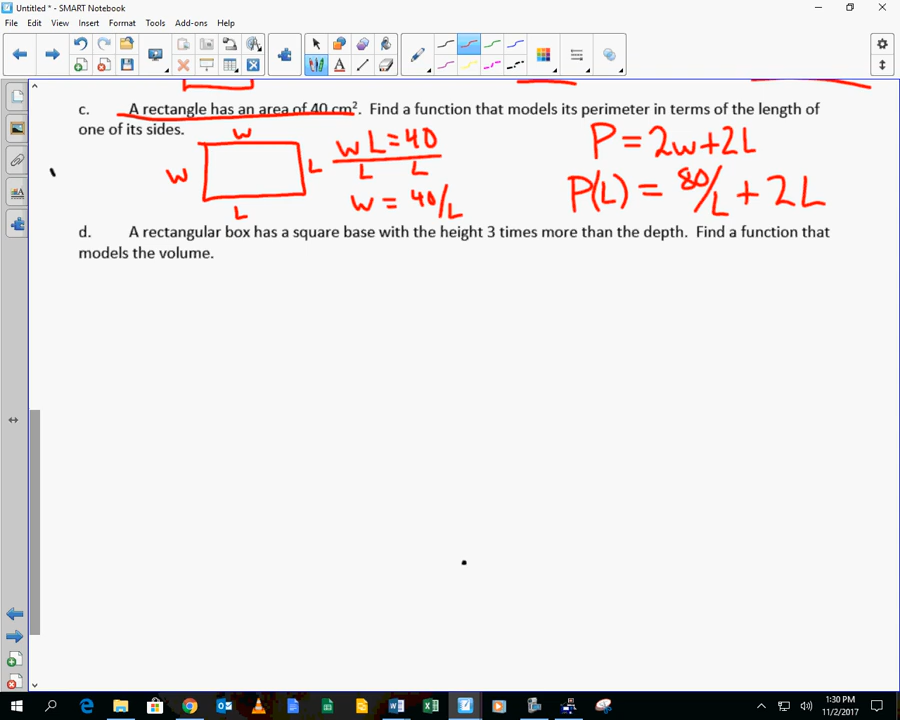 Untitled * - SMART Notebook
File Edit View Insert Format Tools Add-ons Help
c. A rectangle has an area of 40 cm². Find a function that models its perimeter in terms of the length of
one of its sides.
W
W L
L
WL=40
L L
W = 40/L
P = 2W+2L
P(L) = 80/L + 2L
d. A rectangular box has a square base with the height 3 times more than the depth. Find a function that
models the volume.
1:30 PM
11/2/2017